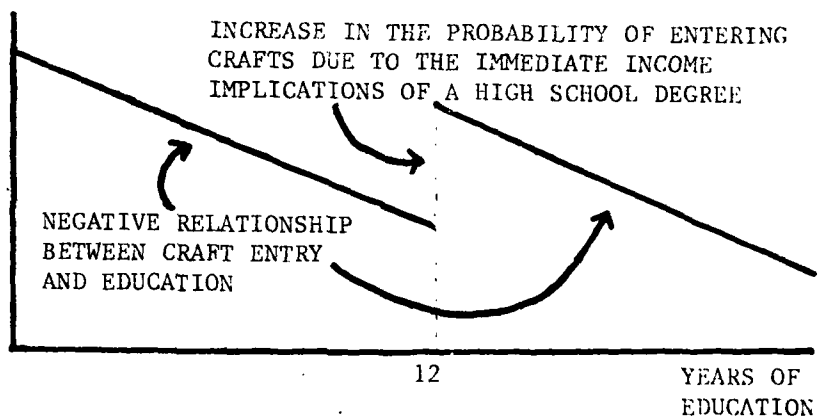 INCREASE IN THE PROBABILITY OF ENTERING
CRAFTS DUE TO THE IMMEDIATE INCOME
IMPLICATIONS OF A HIGH SCHOOL DEGREE
NEGATIVE RELATIONSHIP
BETWEEN CRAFT ENTRY
AND EDUCATION
12
YEARS OF
EDUCATION